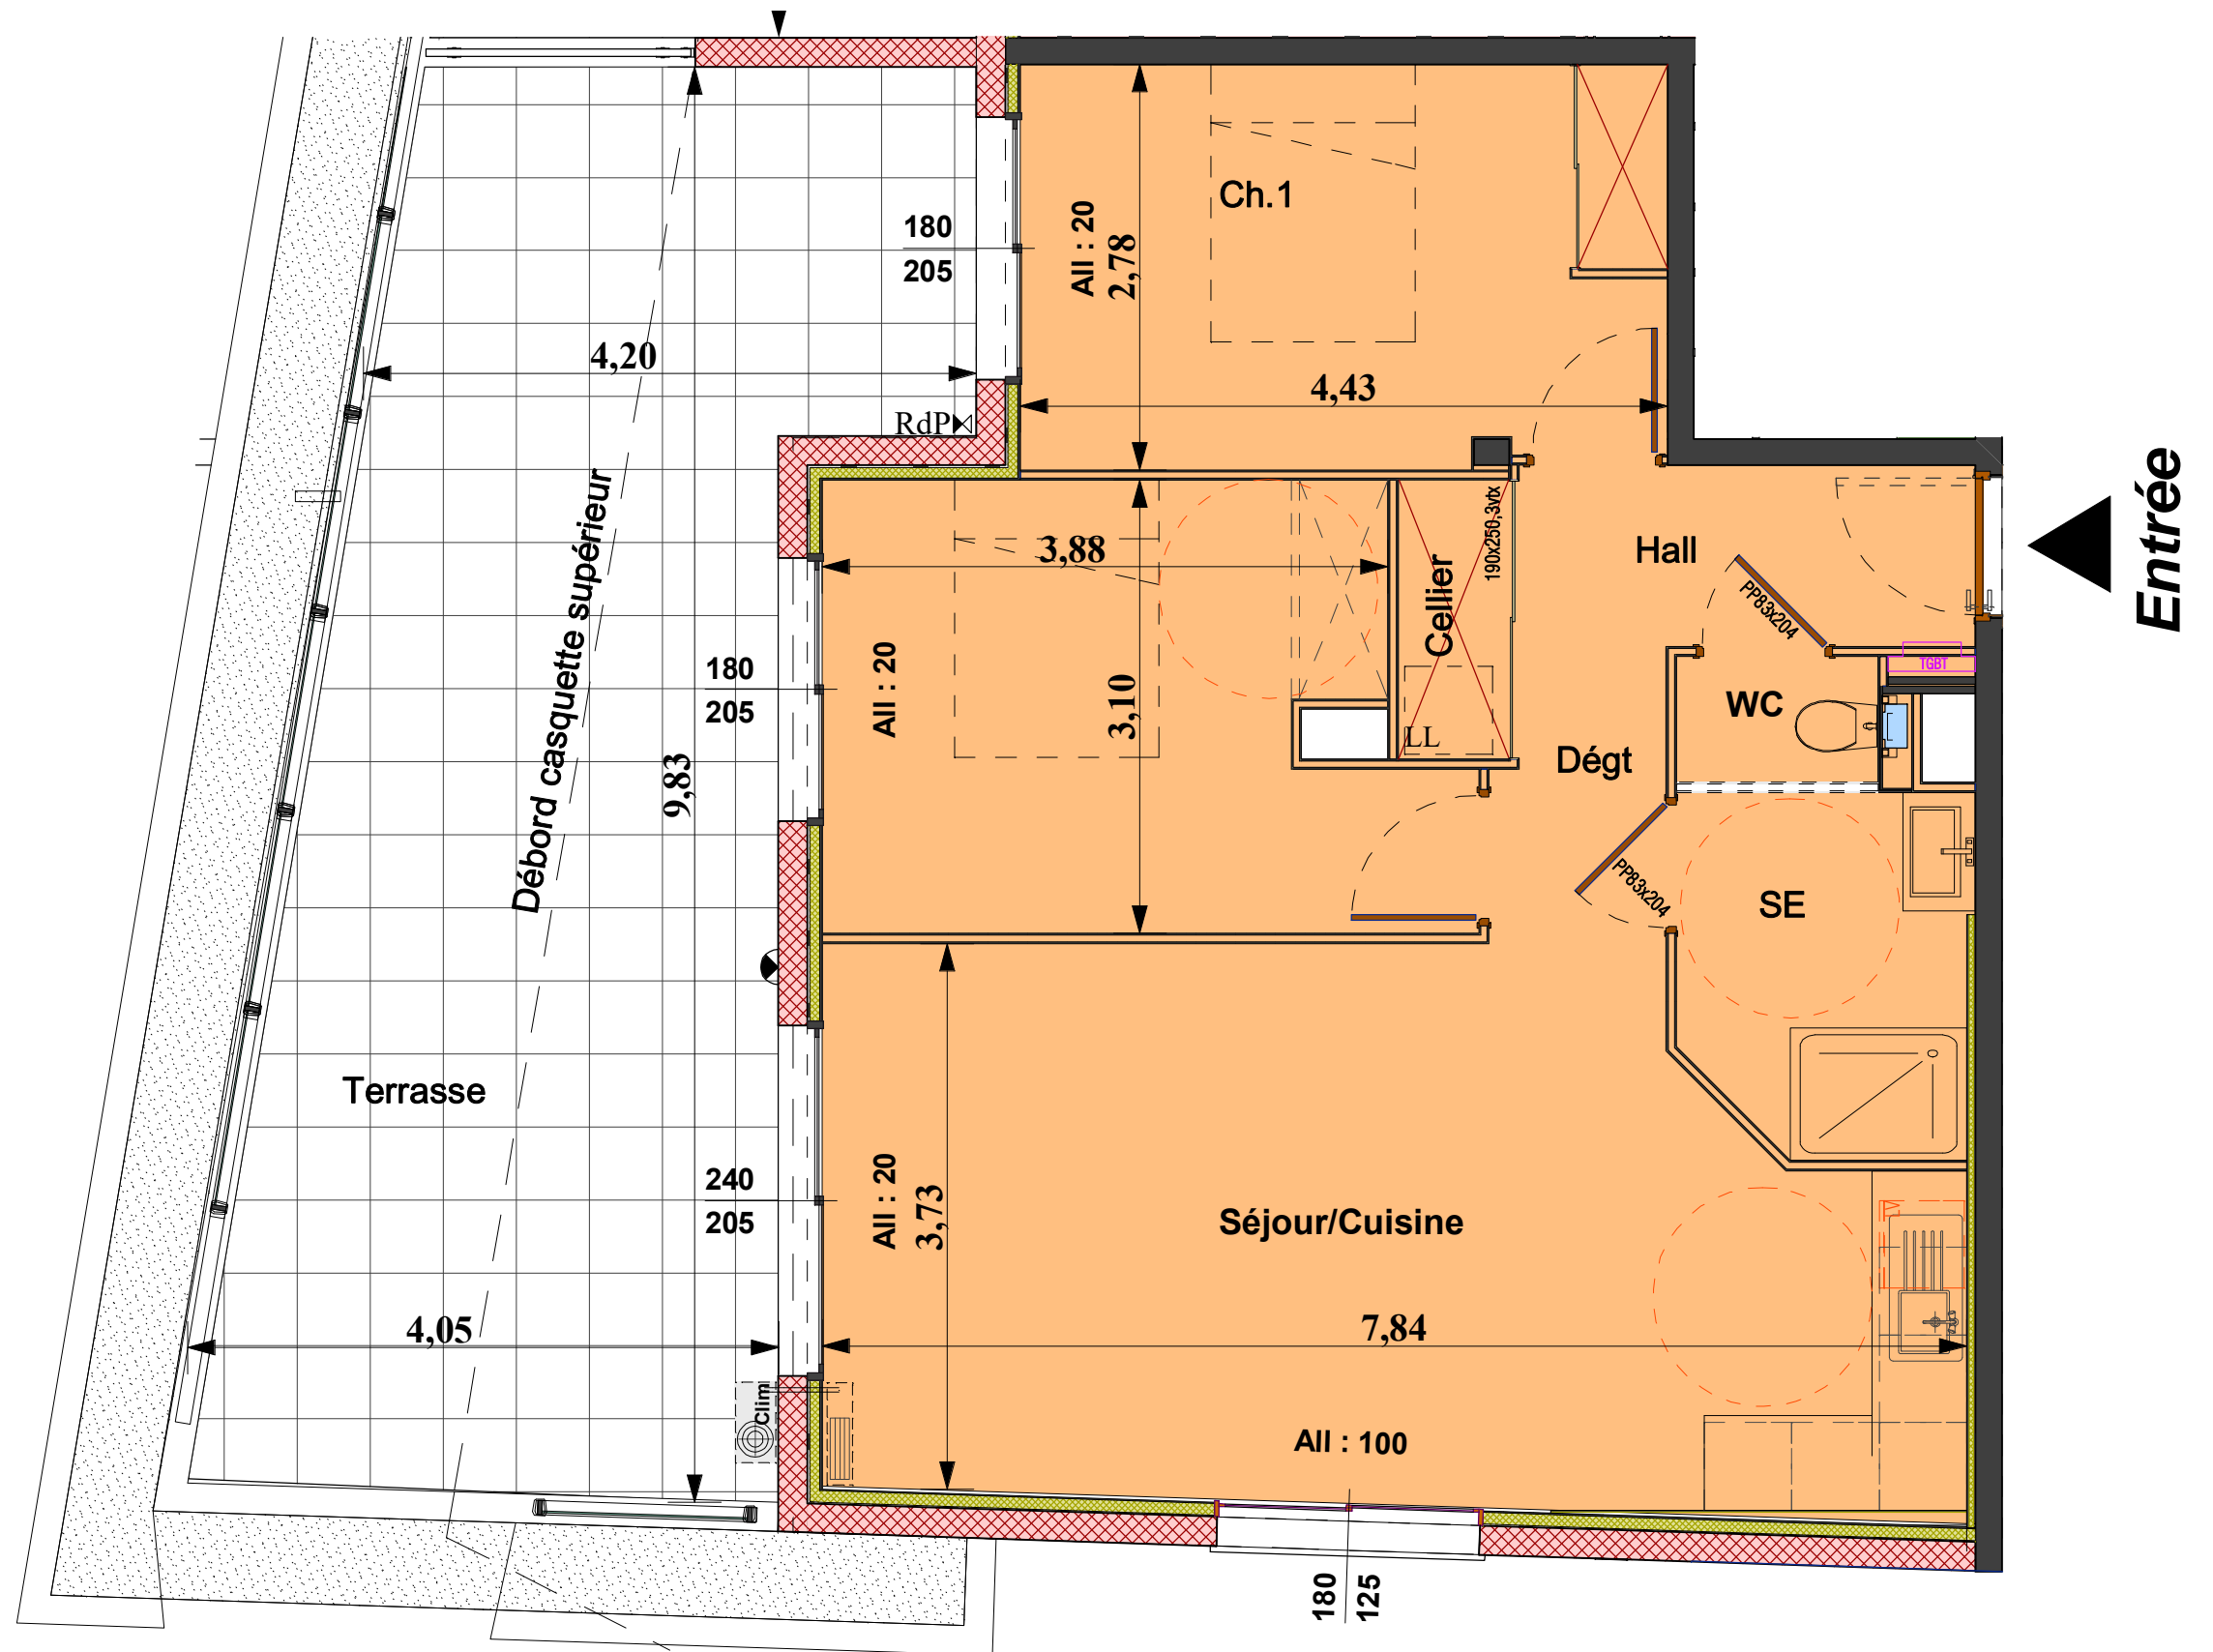 180
205
All : 20
2,78
Ch.1
4,20
4,43
RdP
Débord casquette supérieur
3,88
Cellier
190x250,3vtx
Hall
Entrée
PP83x204
TGBT
180
205
All : 20
3,10
LL
WC
Dégt
9,83
PP83x204
SE
Terrasse
240
205
All : 20
3,73
Séjour/Cuisine
4,05
7,84
Clim
All : 100
180
125